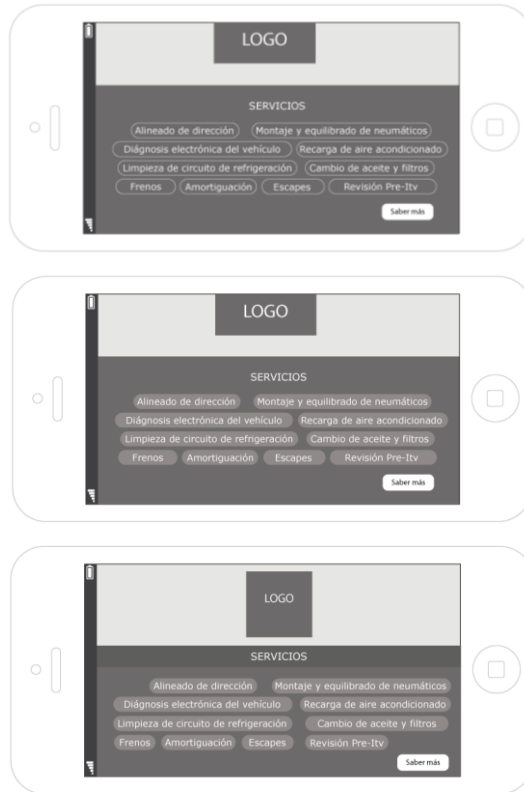 LOGO
SERVICIOS
Alineado de dirección Montaje y equilibrado de neumáticos
Diágnosis electrónica del vehículo Recarga de aire acondicionado
Limpieza de circuito de refrigeración Cambio de aceite y filtros
Frenos Amortiguación Escapes Revisión Pre-Itv
Saber más
LOGO
SERVICIOS
Alineado de dirección Montaje y equilibrado de neumáticos
Diágnosis electrónica del vehículo Recarga de aire acondicionado
Limpieza de circuito de refrigeración Cambio de aceite y filtros
Frenos Amortiguación Escapes Revisión Pre-Itv
Saber más
LOGO
SERVICIOS
Alineado de dirección Montaje y equilibrado de neumáticos
Diágnosis electrónica del vehículo Recarga de aire acondicionado
Limpieza de circuito de refrigeración Cambio de aceite y filtros
Frenos Amortiguación Escapes Revisión Pre-Itv
Saber más